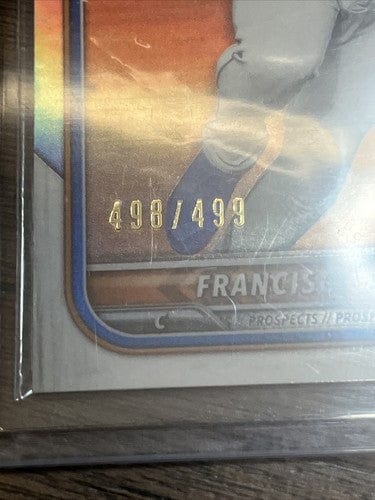 498/499
FRANCIS
PROSPECTS // PROSP